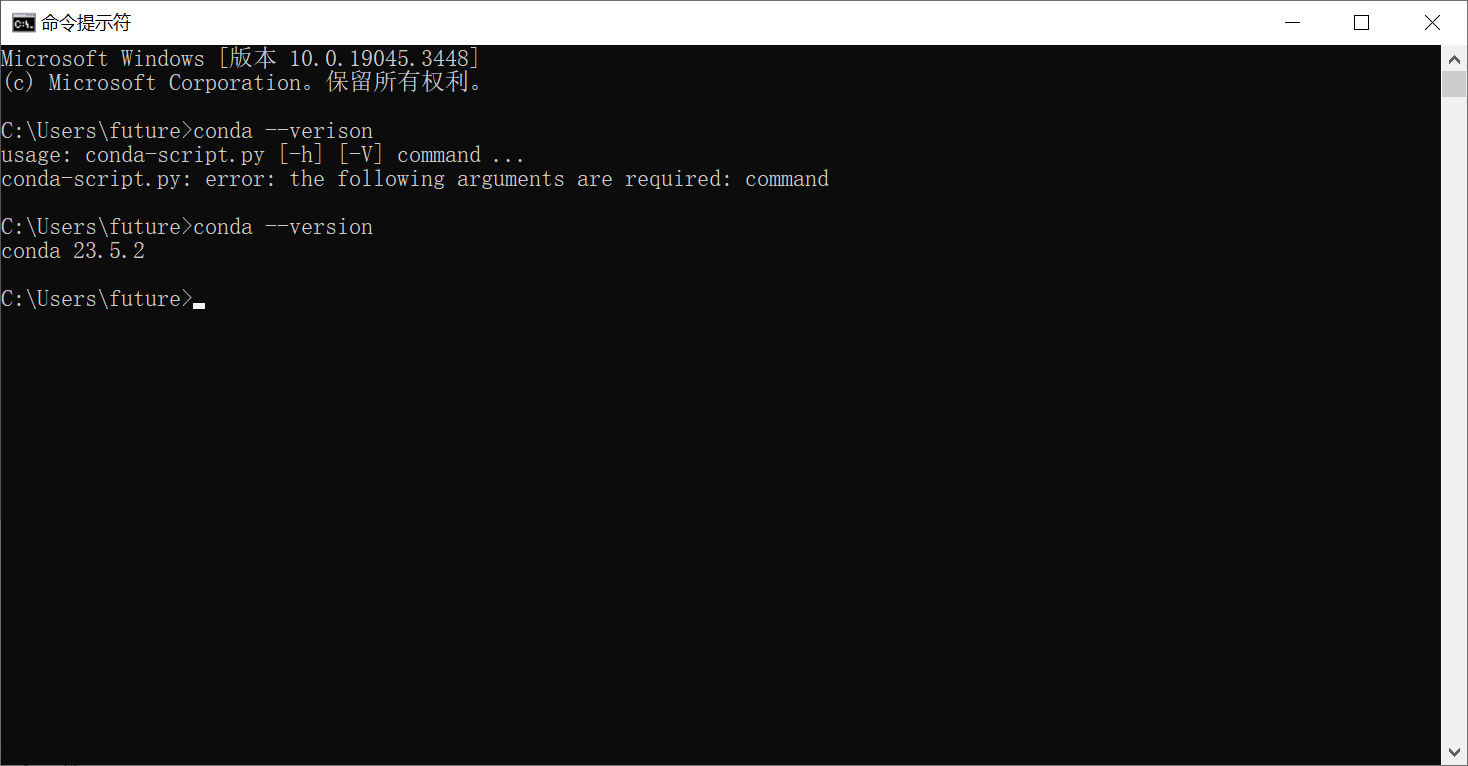 命令提示符
Microsoft Windows [版本 10.0.19045.3448]
(c) Microsoft Corporation。保留所有权利。
C:\Users\future>conda --verison
usage: conda-script.py [-h] [-V] command ...
conda-script.py: error: the following arguments are required: command
C:\Users\future>conda --version
conda 23.5.2
C:\Users\future>